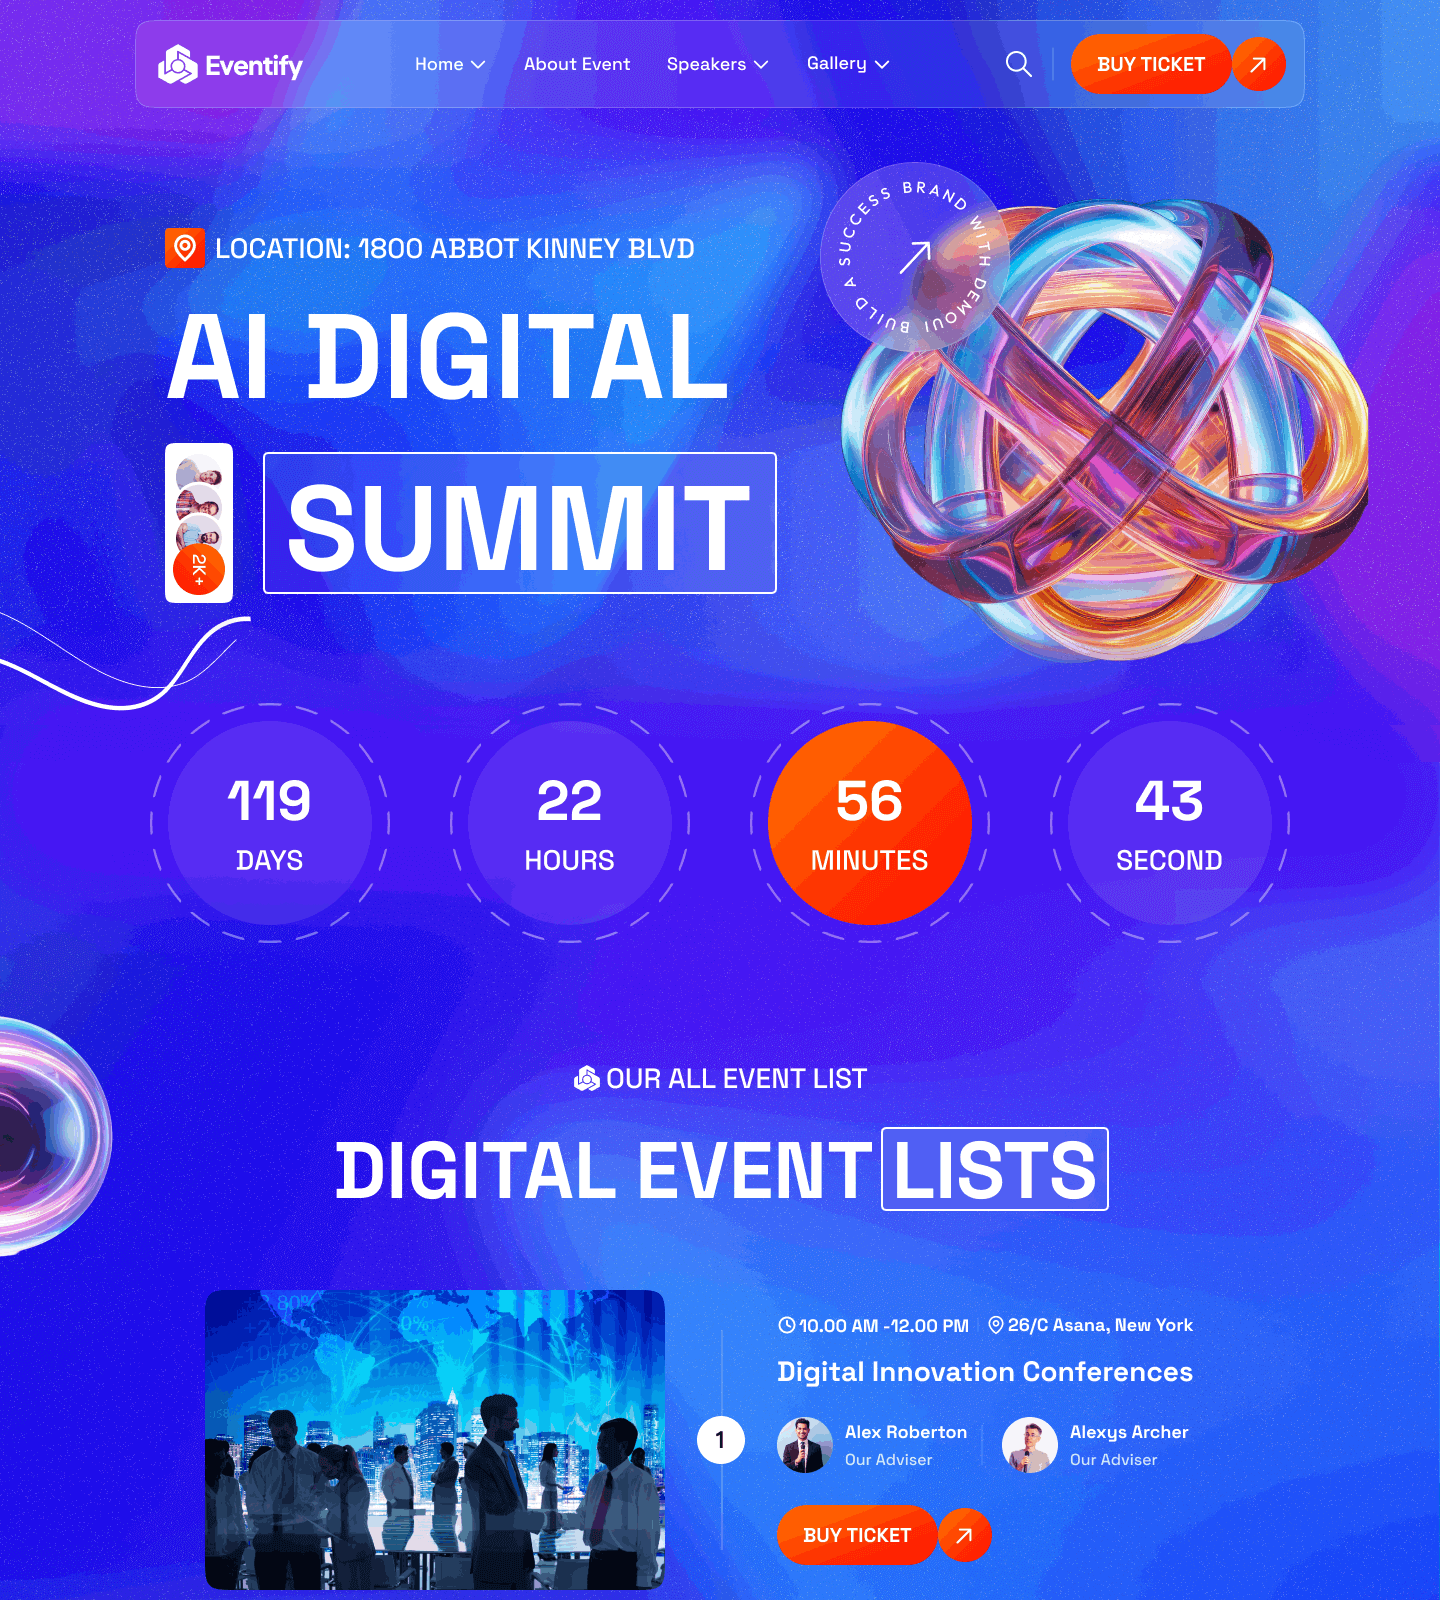 Eventify
Home
About Event
Speakers
Gallery
BUY TICKET
BUILD A SUCCESS BRAND WITH DEMOUI
LOCATION: 1800 ABBOT KINNEY BLVD
AI DIGITAL
2K+
SUMMIT
119
DAYS
22
HOURS
56
MINUTES
43
SECOND
OUR ALL EVENT LIST
DIGITAL EVENT LISTS
10.00 AM -12.00 PM
26/C Asana, New York
Digital Innovation Conferences
1
Alex Roberton
Our Adviser
Alexys Archer
Our Adviser
BUY TICKET